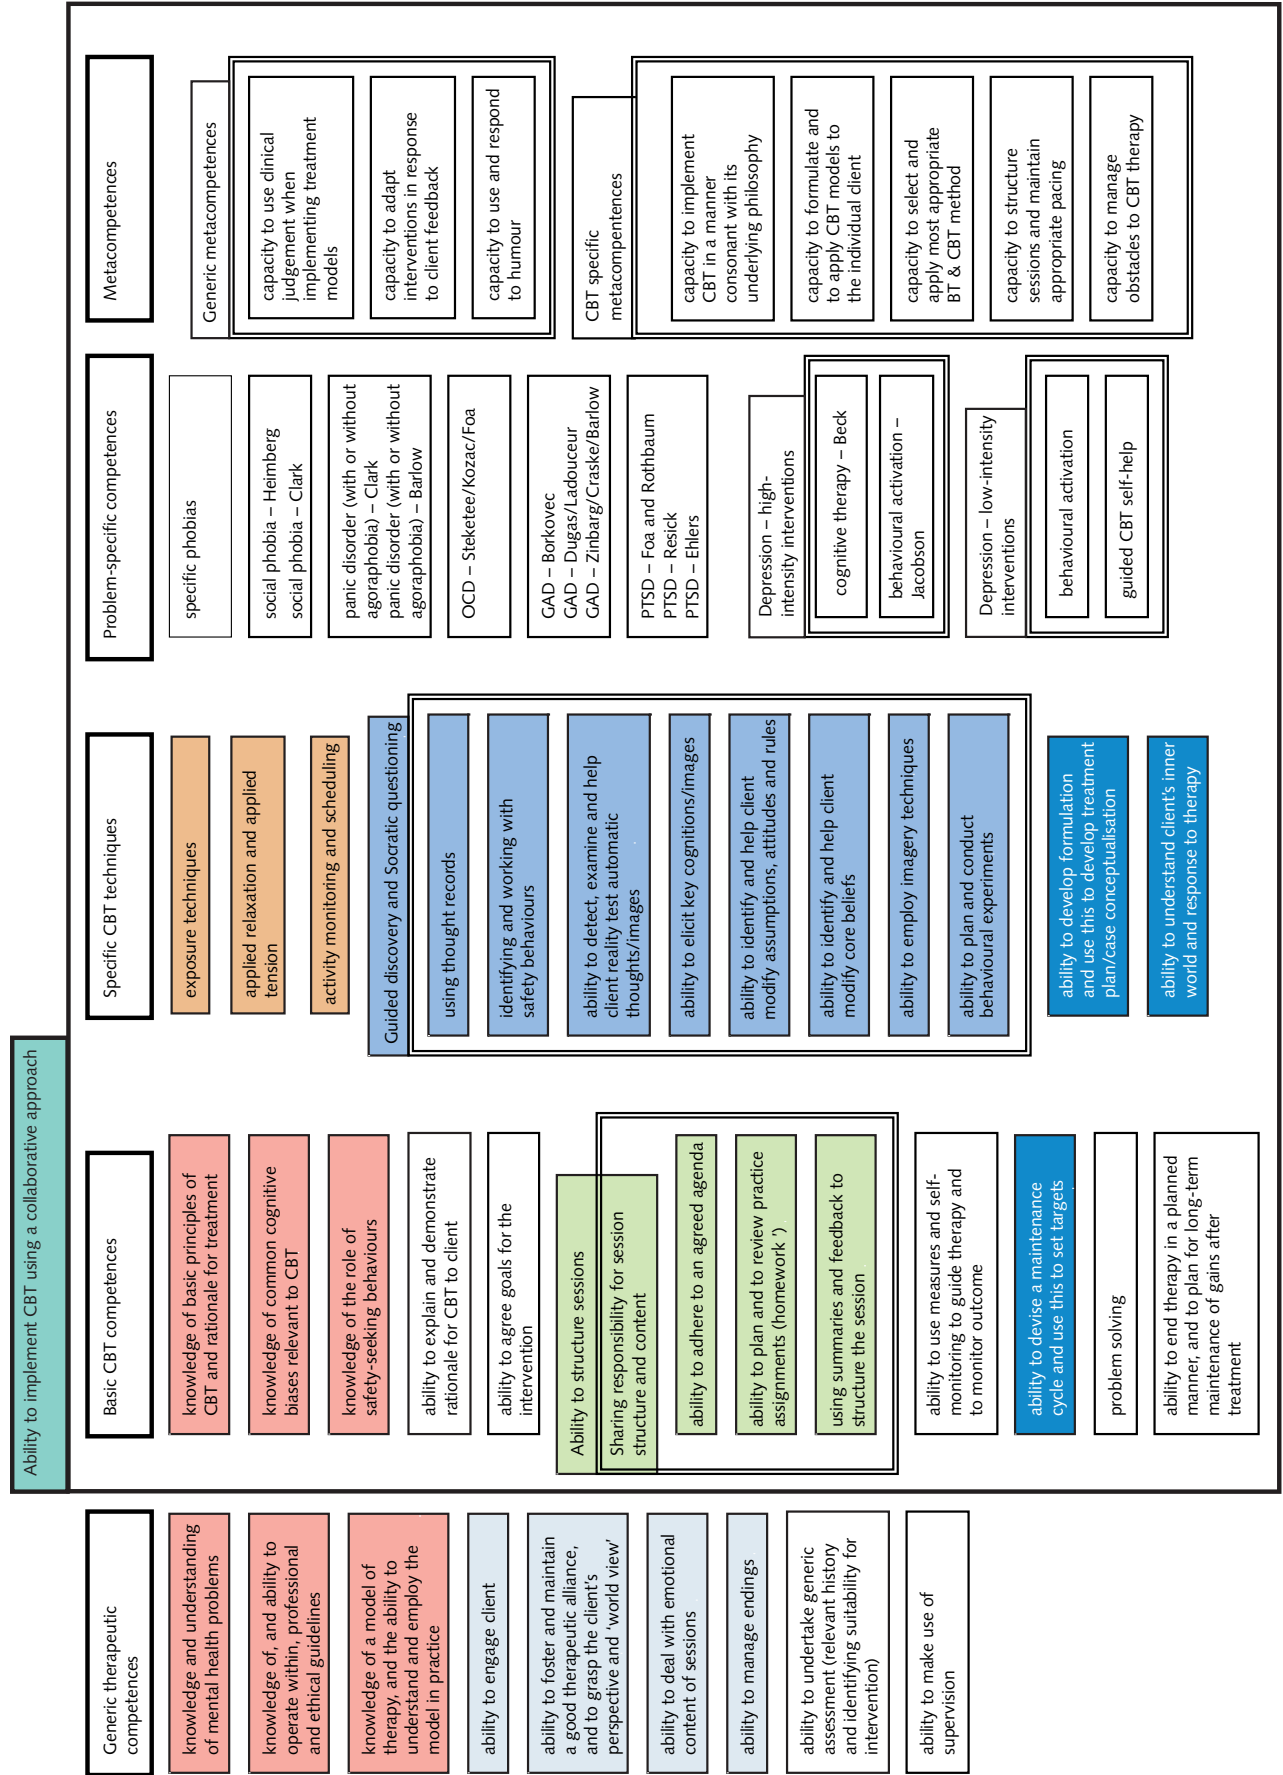 Ability to implement CBT using a collaborative approach
Generic therapeutic
competences
knowledge and understanding
of mental health problems
knowledge of, and ability to
operate within, professional
and ethical guidelines
knowledge of a model of
therapy, and the ability to
understand and employ the
model in practice
ability to engage client
ability to foster and maintain
a good therapeutic alliance,
and to grasp the client's
perspective and ‘world view’
ability to deal with emotional
content of sessions
ability to manage endings
ability to undertake generic
assessment (relevant history
and identifying suitability for
intervention)
ability to make use of
supervision
Basic CBT competences
knowledge of basic principles of
CBT and rationale for treatment
knowledge of common cognitive
biases relevant to CBT
knowledge of the role of
safety-seeking behaviours
ability to explain and demonstrate
rationale for CBT to client
ability to agree goals for the
intervention
Ability to structure sessions
Sharing responsibility for session
structure and content
ability to adhere to an agreed agenda
ability to plan and to review practice
assignments (homework ’)
using summaries and feedback to
structure the session
ability to use measures and self-
monitoring to guide therapy and
to monitor outcome
ability to devise a maintenance
cycle and use this to set targets
problem solving
ability to end therapy in a planned
manner, and to plan for long-term
maintenance of gains after
treatment
Specific CBT techniques
exposure techniques
applied relaxation and applied
tension
activity monitoring and scheduling
Guided discovery and Socratic questioning
using thought records
identifying and working with
safety behaviours
ability to detect, examine and help
client reality test automatic
thoughts/images
ability to elicit key cognitions/images
ability to identify and help client
modify assumptions, attitudes and rules
ability to identify and help client
modify core beliefs
ability to employ imagery techniques
ability to plan and conduct
behavioural experiments
ability to develop formulation
and use this to develop treatment
plan/case conceptualisation
ability to understand client's inner
world and response to therapy
Problem-specific competences
specific phobias
social phobia – Heimberg
social phobia – Clark
panic disorder (with or without
agoraphobia) – Clark
panic disorder (with or without
agoraphobia) – Barlow
OCD – Steketee/Kozac/Foa
GAD – Borkovec
GAD – Dugas/Ladouceur
GAD – Zinbarg/Craske/Barlow
PTSD – Foa and Rothbaum
PTSD – Resick
PTSD – Ehlers
Depression – high-
intensity interventions
cognitive therapy – Beck
behavioural activation –
Jacobson
Depression – low-intensity
interventions
behavioural activation
guided CBT self-help
Metacompetences
Generic metacompetences
capacity to use clinical
judgement when
implementing treatment
models
capacity to adapt
interventions in response
to client feedback
capacity to use and respond
to humour
CBT specific
metacompentences
capacity to implement
CBT in a manner
consonant with its
underlying philosophy
capacity to formulate and
to apply CBT models to
the individual client
capacity to select and
apply most appropriate
BT & CBT method
capacity to structure
sessions and maintain
appropriate pacing
capacity to manage
obstacles to CBT therapy